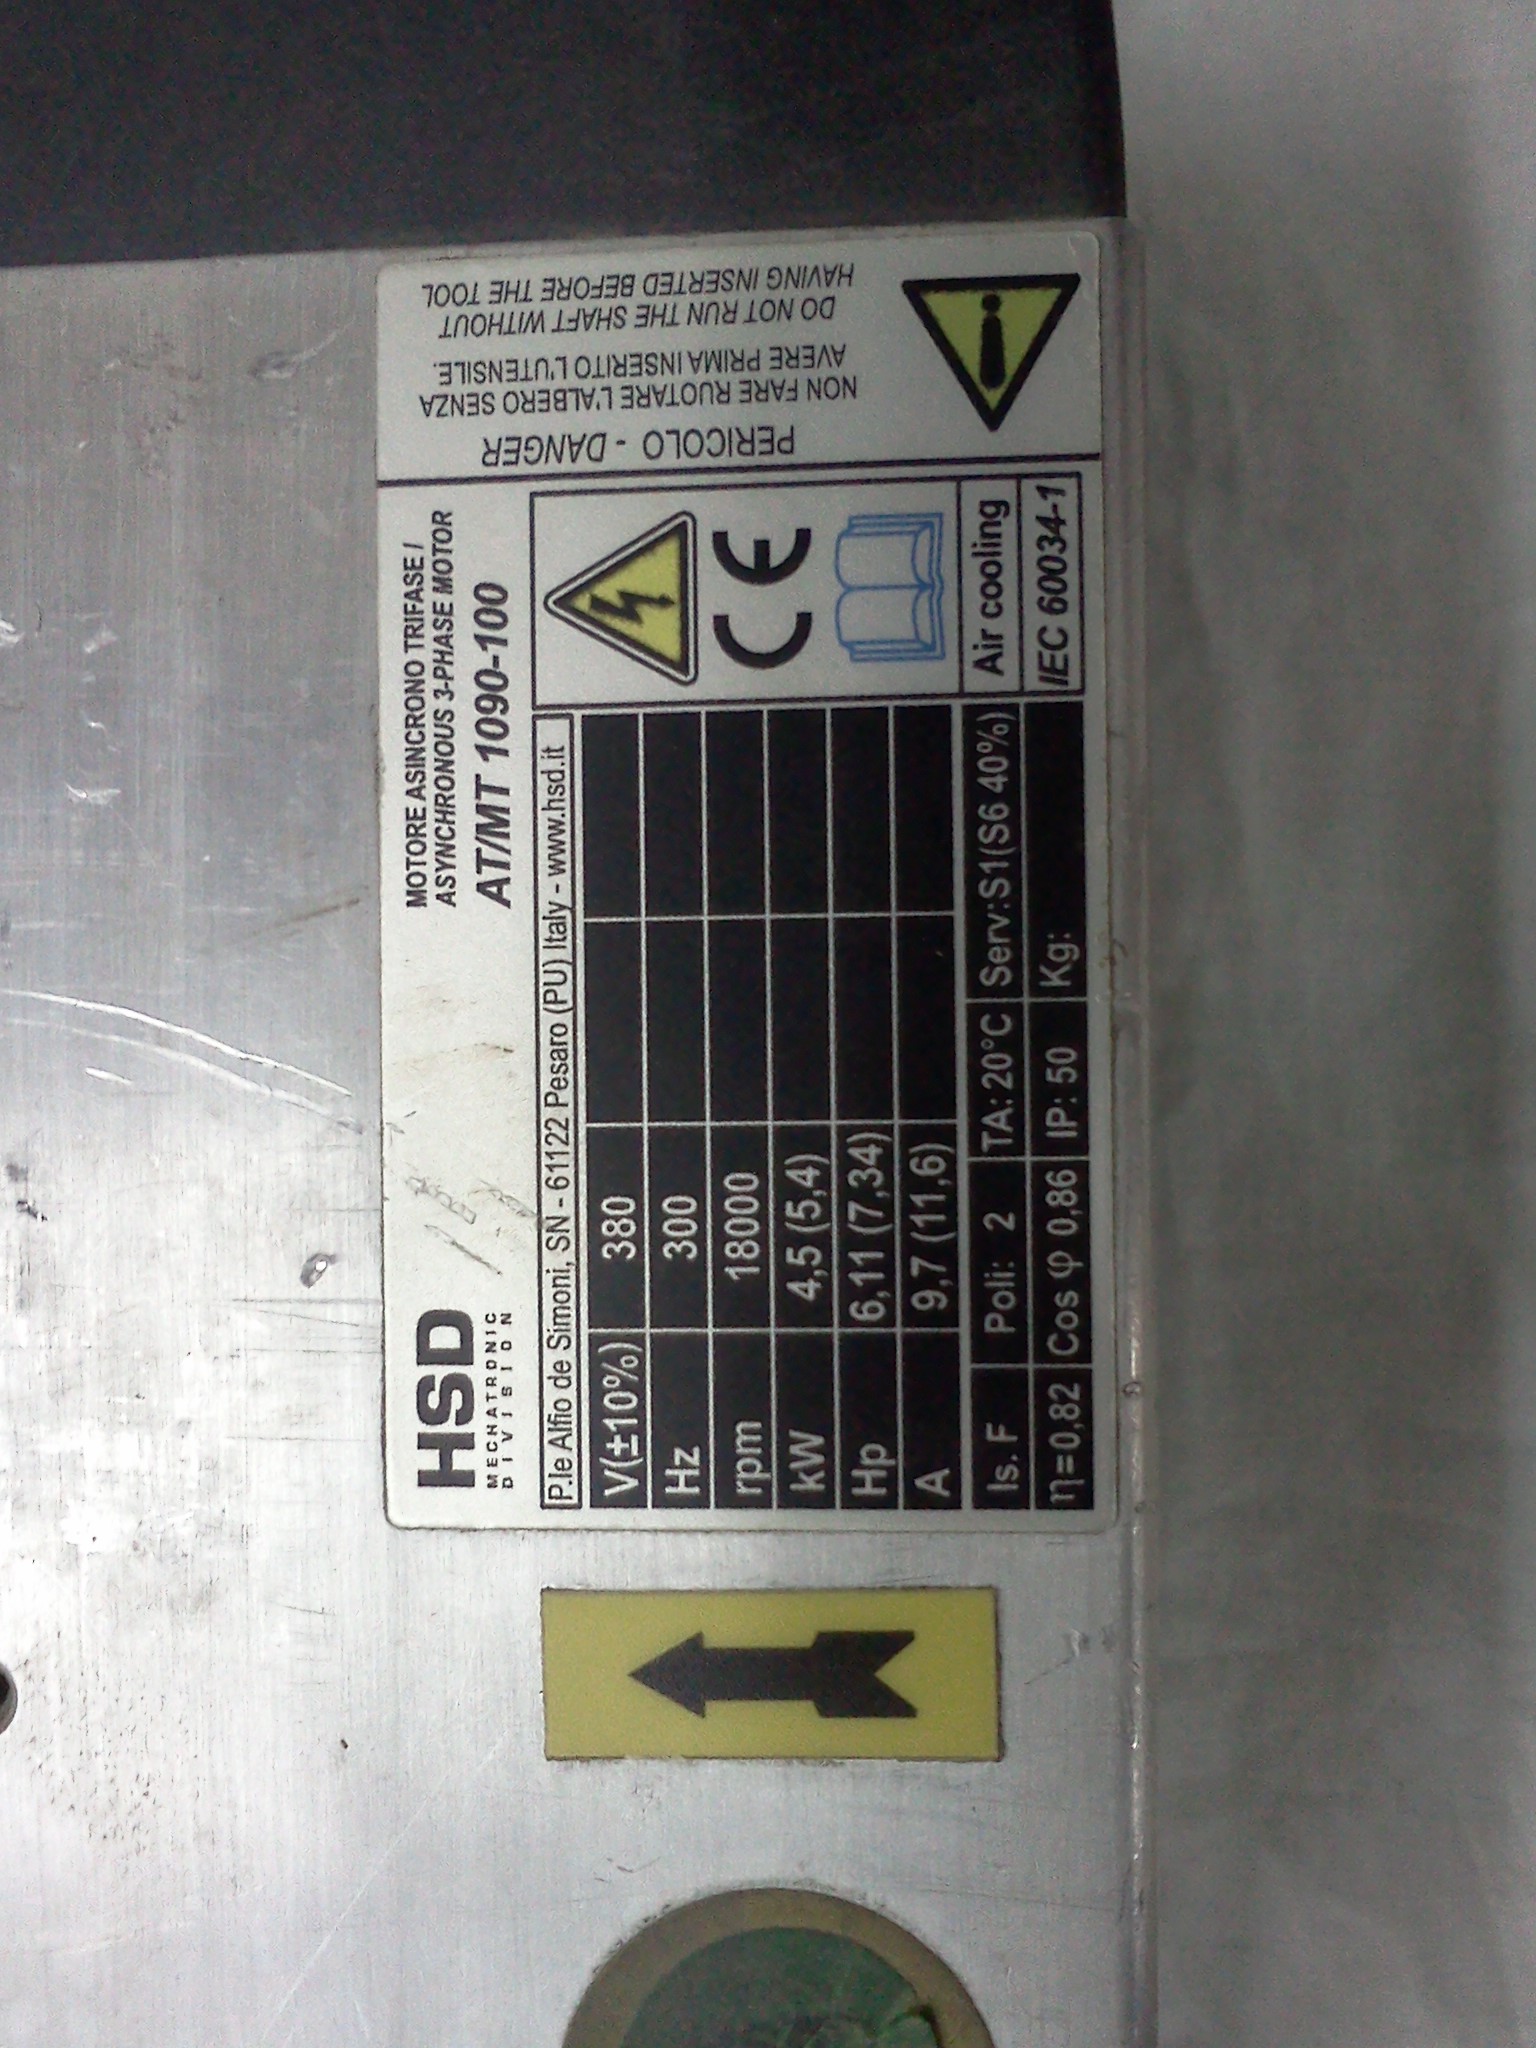 HSD
MECHATRONIC
DIVISION
MOTORE ASINCRONO TRIFASE /
ASYNCHRONOUS 3-PHASE MOTOR
AT/MT 1090-100
P.le Alfio de Simoni, SN - 61122 Pesaro (PU) Italy - www.hsd.it
V(±10%) 380
Hz 300
rpm 18000
kW 4,5 (5,4)
Hp 6,11 (7,34)
A 9,7 (11,6)
Is. F Poli: 2 TA:20°C Serv:S1(S6 40%)
η=0,82 Cos φ 0,86 IP: 50 Kg:
CE
Air cooling
IEC 60034-1
PERICOLO - DANGER
NON FARE RUOTARE L'ALBERO SENZA
AVERE PRIMA INSERITO L'UTENSILE.
DO NOT RUN THE SHAFT WITHOUT
HAVING INSERTED BEFORE THE TOOL